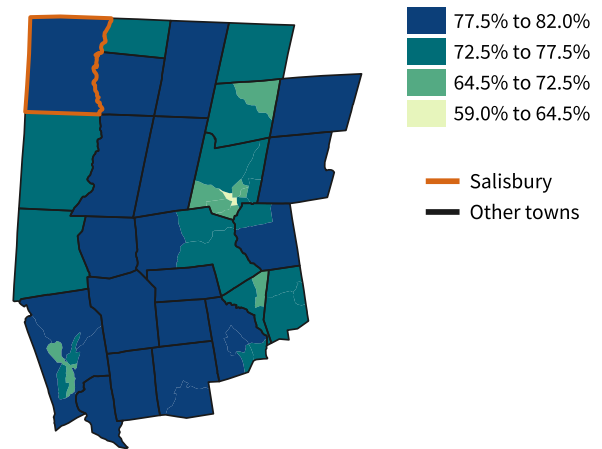 77.5% to 82.0%
72.5% to 77.5%
64.5% to 72.5%
59.0% to 64.5%
Salisbury
Other towns